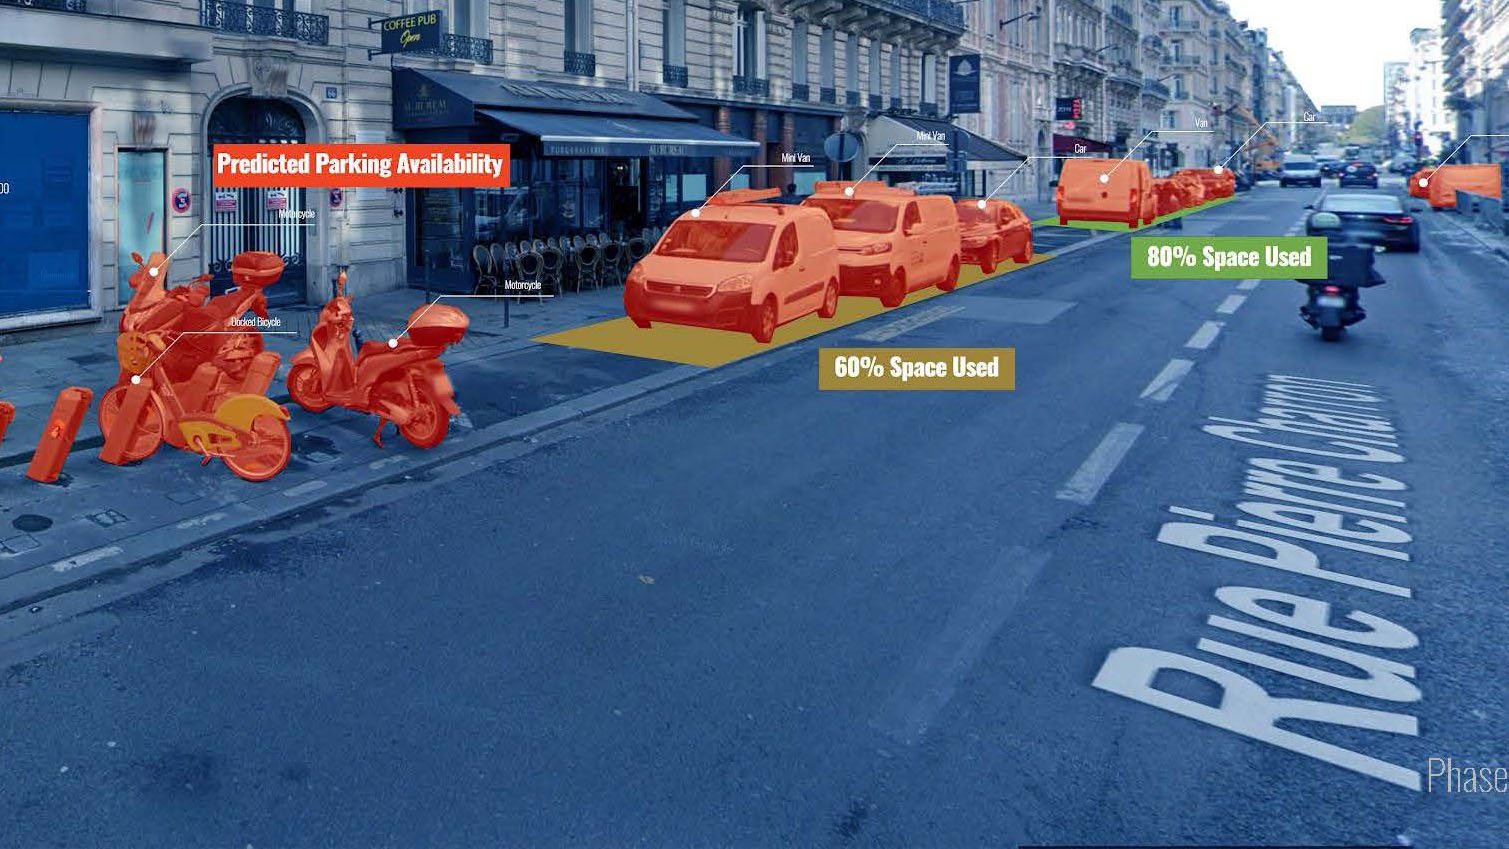 COFFEE PUB
Open
00
Predicted Parking Availability
Motorcycle
Motorcycle
Docked Bicycle
Mini Van
Mini Van
Car
Van
Car
80% Space Used
60% Space Used
Rue Pierre Charron
Phase